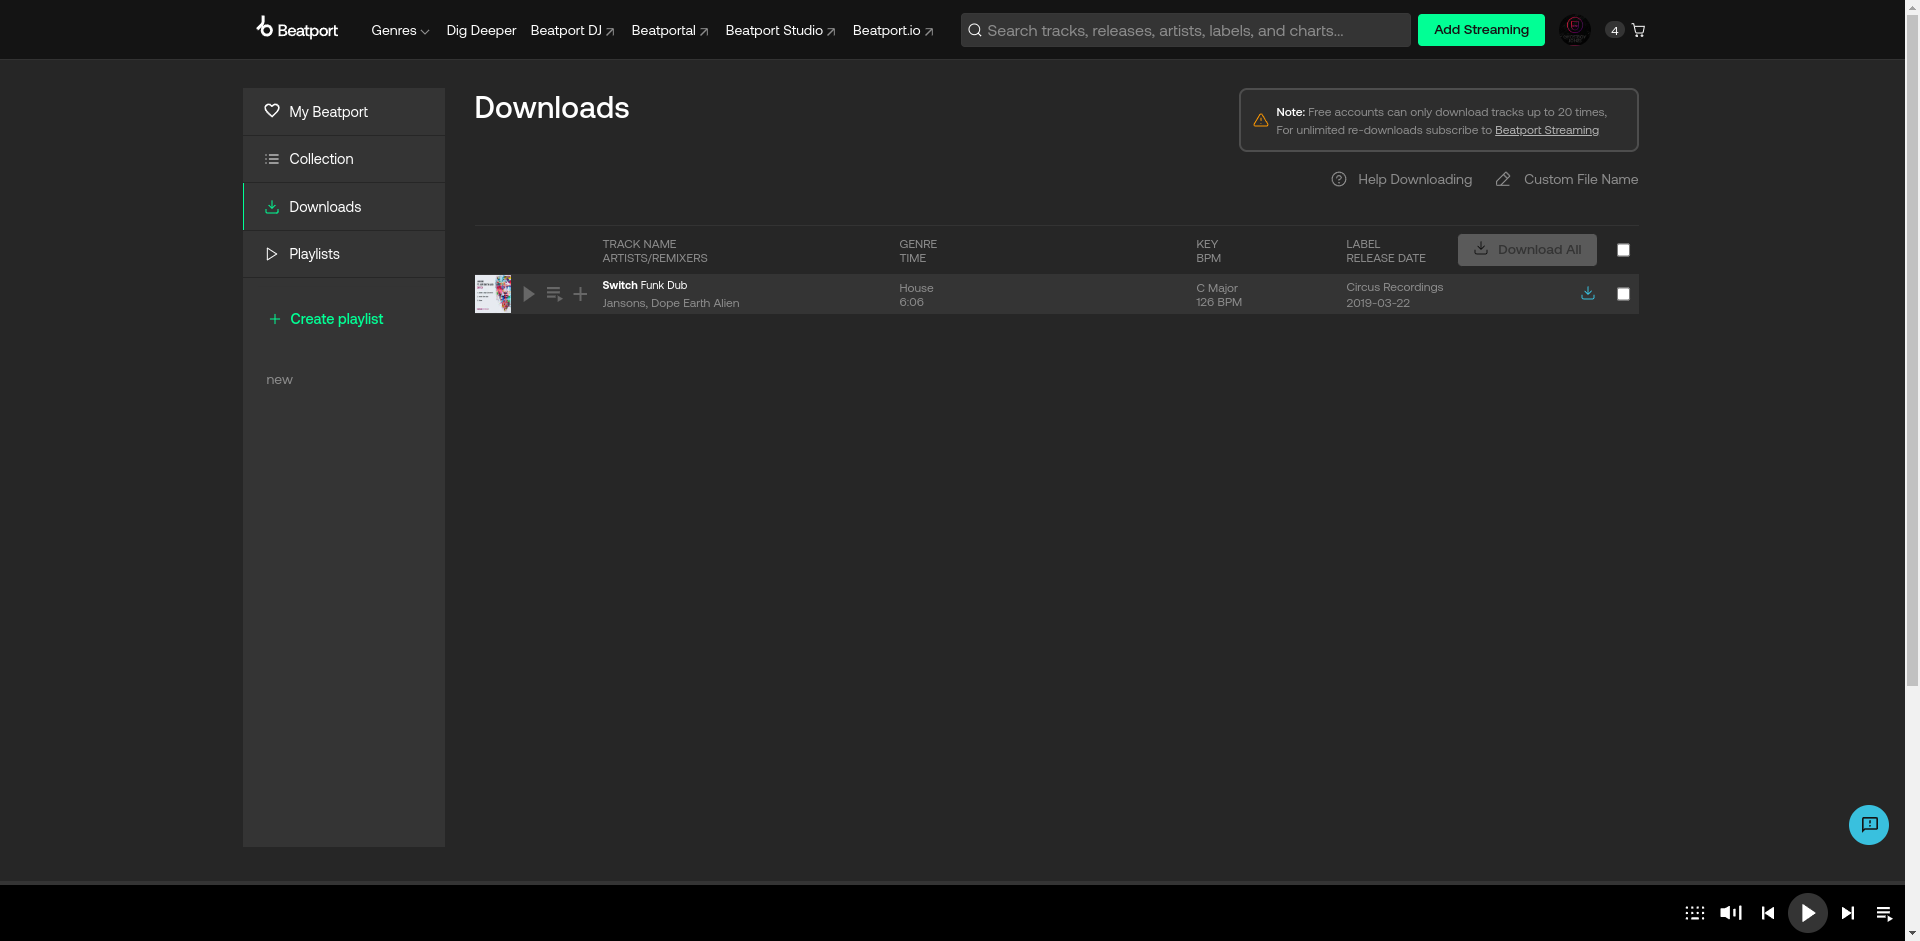 Beatport
Genres Dig Deeper Beatport DJ Beatportal Beatport Studio Beatport.io
Search tracks, releases, artists, labels, and charts...
Add Streaming
4
My Beatport
Collection
Downloads
Playlists
Create playlist
new
Downloads
Note: Free accounts can only download tracks up to 20 times,
For unlimited re-downloads subscribe to Beatport Streaming
Help Downloading Custom File Name
TRACK NAME GENRE KEY LABEL
ARTISTS/REMIXERS TIME BPM RELEASE DATE
Download All
Switch Funk Dub House C Major Circus Recordings
Jansons, Dope Earth Alien 6:06 126 BPM 2019-03-22